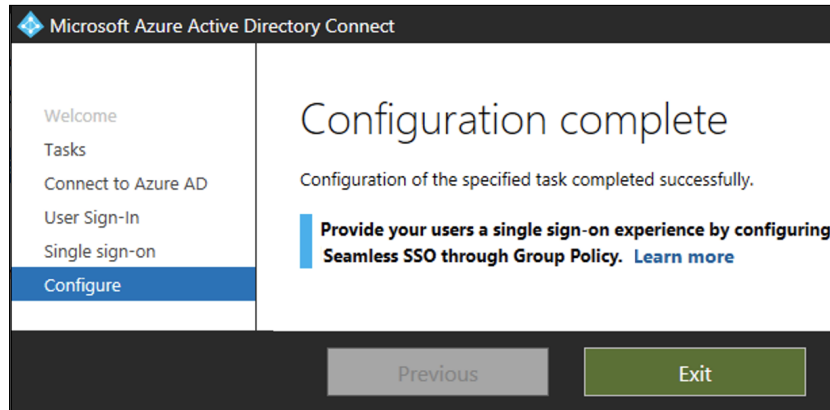 Microsoft Azure Active Directory Connect
Welcome
Tasks
Connect to Azure AD
User Sign-In
Single sign-on
Configure
Configuration complete
Configuration of the specified task completed successfully.
Provide your users a single sign-on experience by configuring
Seamless SSO through Group Policy. Learn more
Previous
Exit